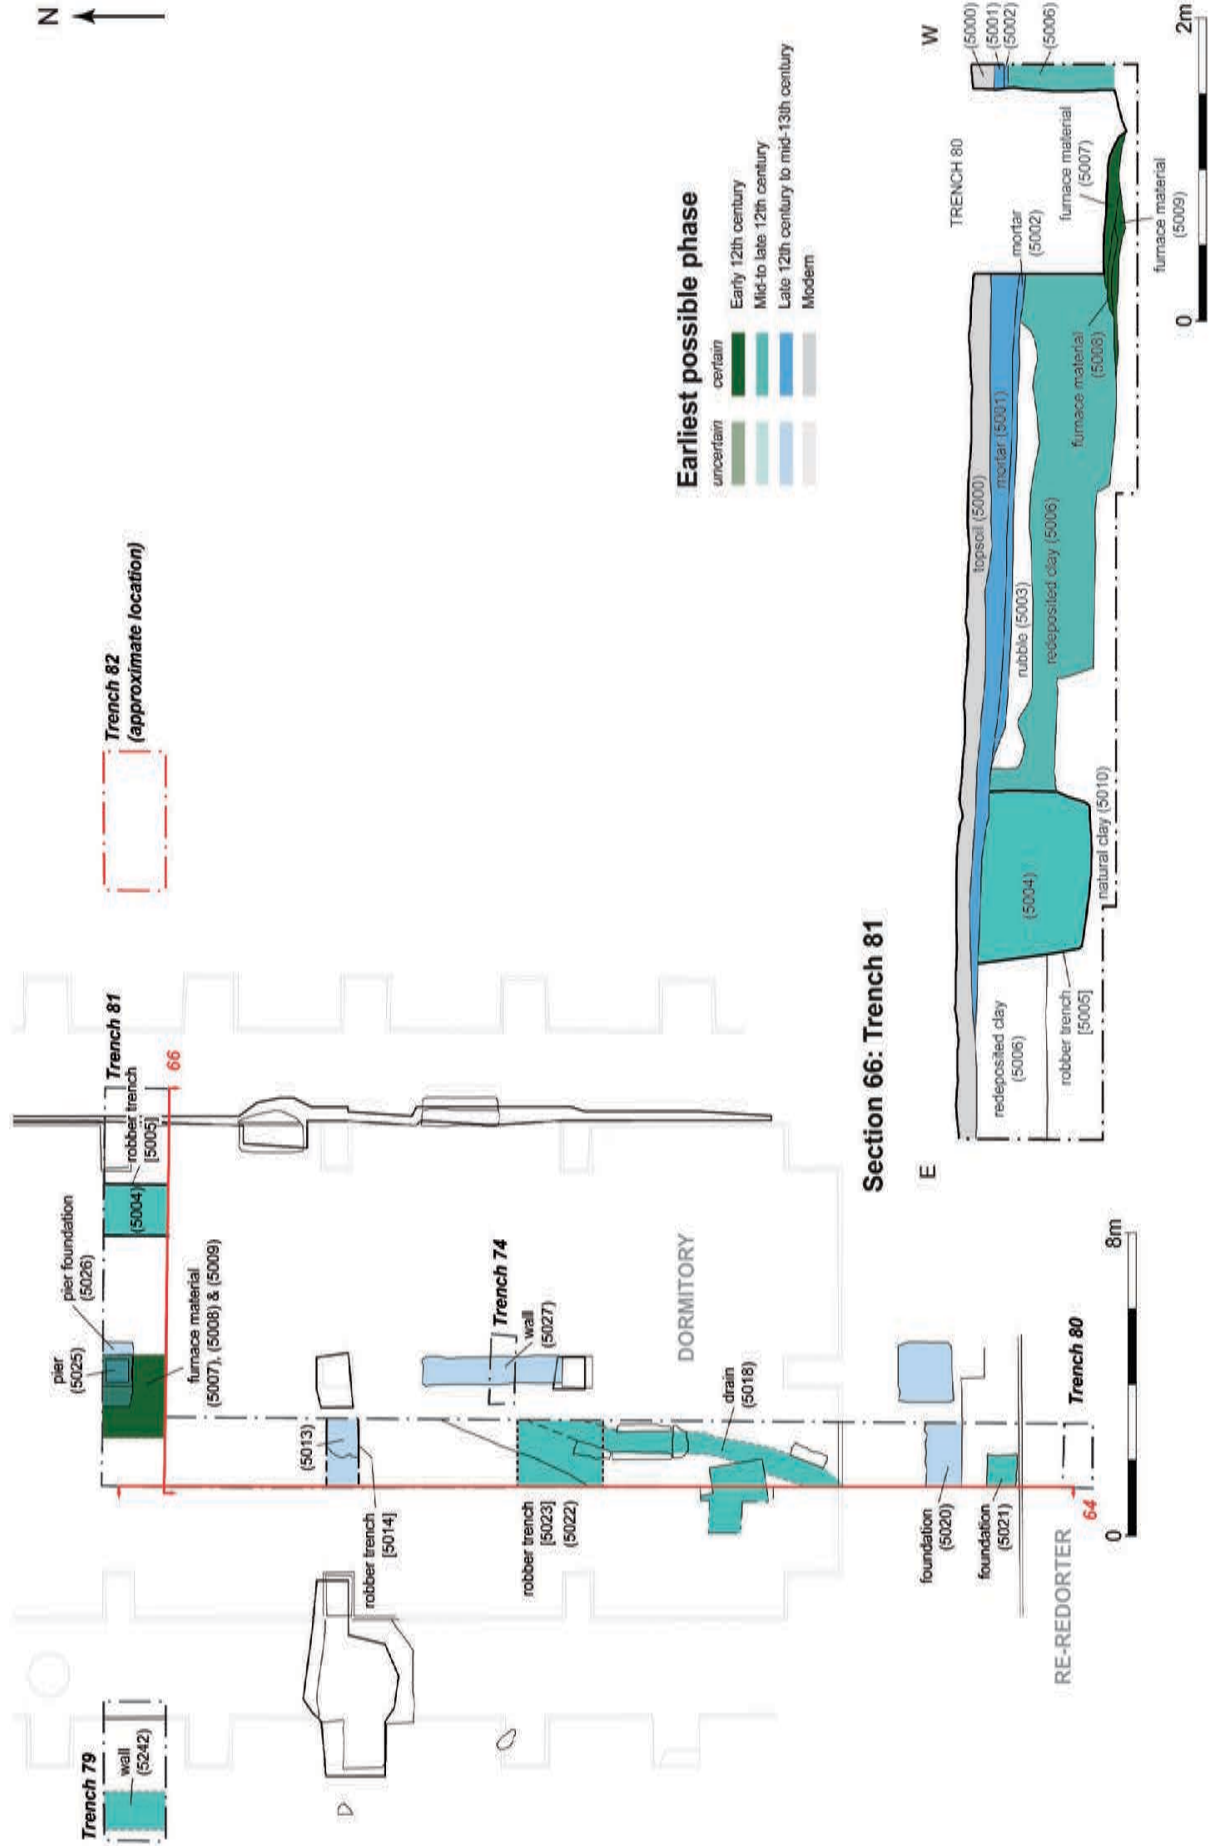 N
Trench 82
(approximate location)
Trench 81
robber trench
[5005]
66
(5004)
pier foundation
(5026)
pier
(5025)
furnace material
(5007), (5008) & (5009)
Trench 79
wall
(5242)
(5013)
robber trench
[5014]
Trench 74
wall
(5027)
robber trench
[5023]
(5022)
DORMITORY
drain
(5018)
foundation
(5020)
foundation
(5021)
Trench 80
64
RE-REDORTER
0
8m
Earliest possible phase
uncertain
certain
Early 12th century
Mid-to late 12th century
Late 12th century to mid-13th century
Modern
Section 66: Trench 81
E
W
TRENCH 80
(5000)
(5001)
(5002)
(5006)
topsoil (5000)
mortar (5001)
mortar
(5002)
rubble (5003)
redeposited clay (5006)
(5004)
redeposited clay
(5006)
robber trench
[5005]
natural clay (5010)
furnace material
(5007)
furnace material
(5008)
furnace material
(5009)
0
2m